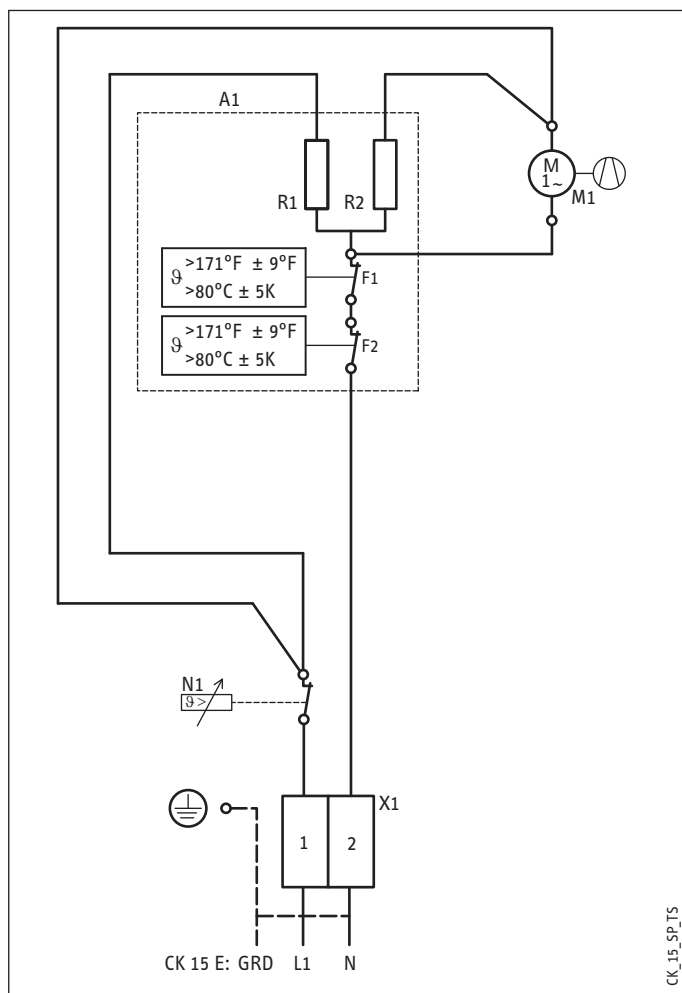 A1
R1
R2
M
1~
M1
ϑ >171°F ± 9°F
>80°C ± 5K
F1
ϑ >171°F ± 9°F
>80°C ± 5K
F2
N1
ϑ >
X1
1
2
CK 15 E: GRD L1 N
CK_15_SP_TS